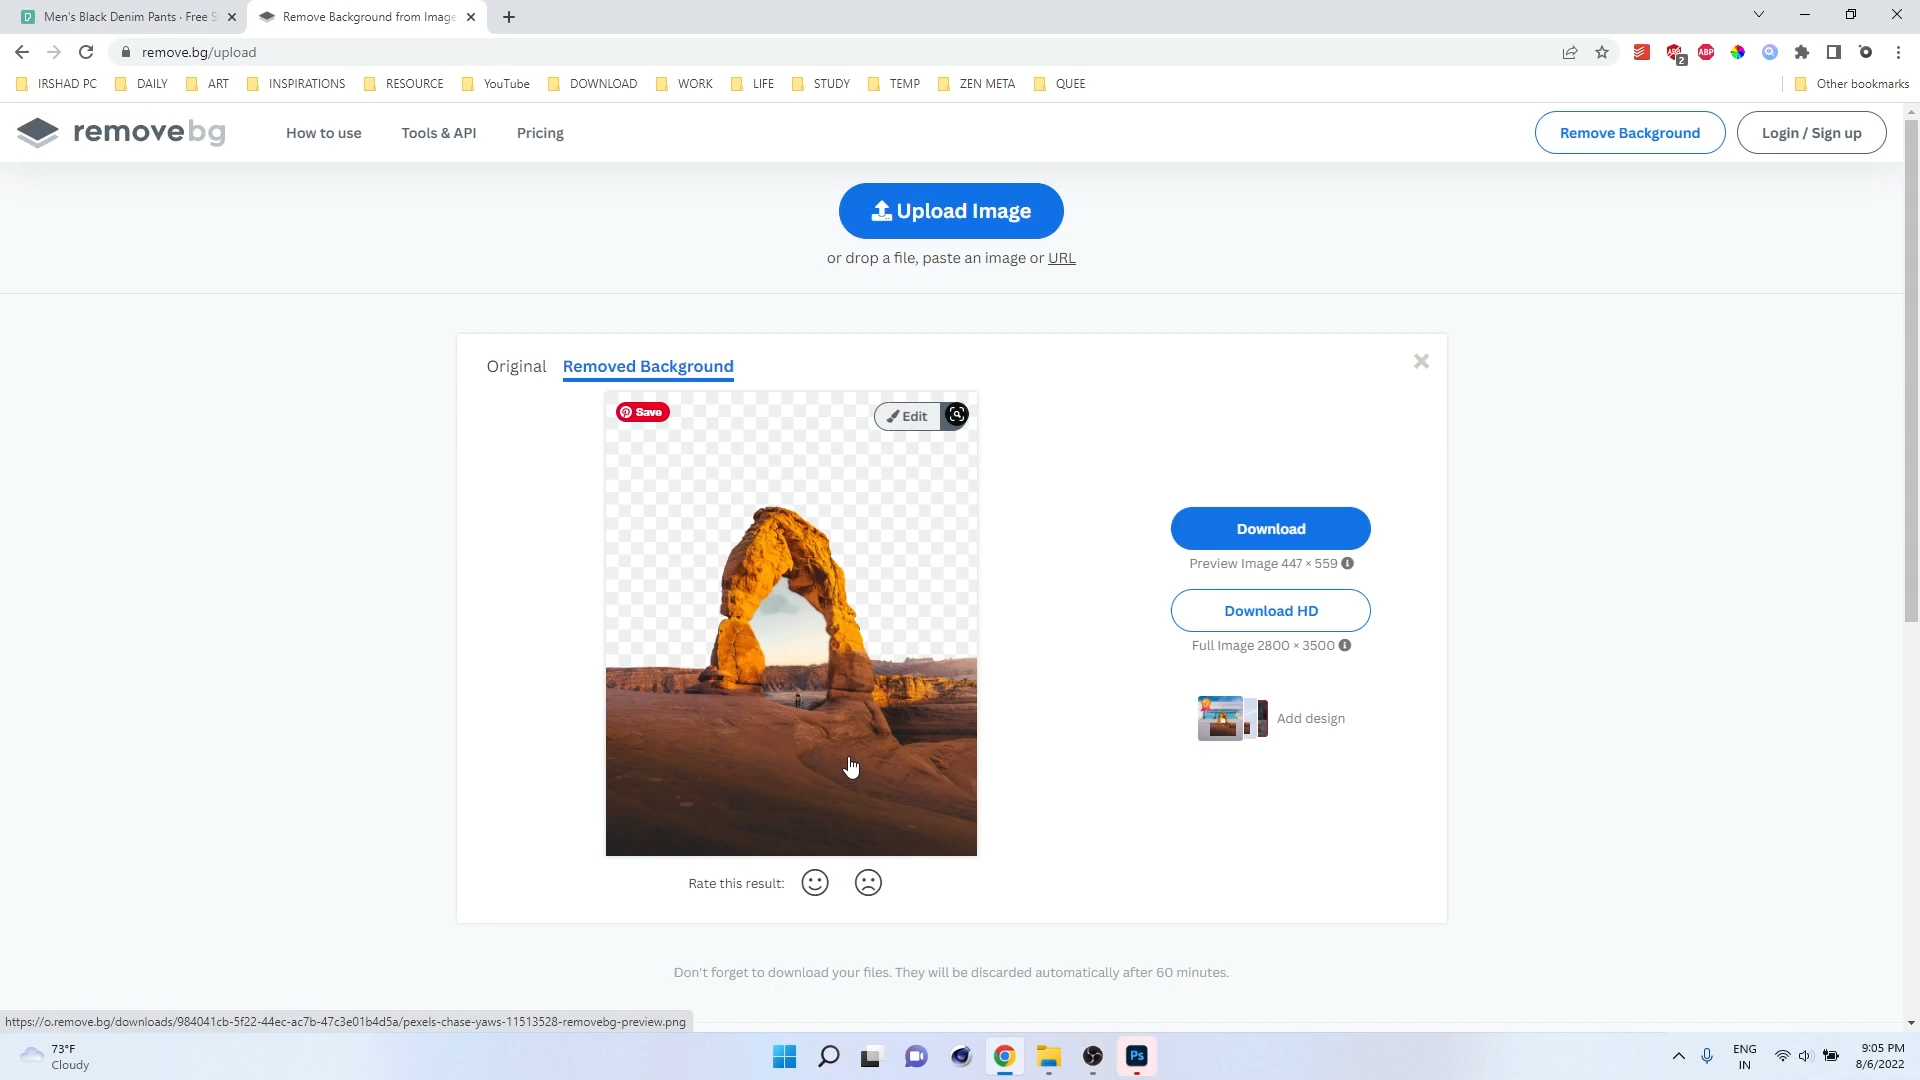 Men's Black Denim Pants · Free S
Remove Background from Image
remove.bg/upload
2
ABP
IRSHAD PC
DAILY
ART
INSPIRATIONS
RESOURCE
YouTube
DOWNLOAD
WORK
LIFE
STUDY
TEMP
ZEN META
QUEE
Other bookmarks
removebg
How to use
Tools & API
Pricing
Remove Background
Login / Sign up
Upload Image
or drop a file, paste an image or URL
Original
Removed Background
Save
Edit
Download
Preview Image 447 × 559
Download HD
Full Image 2800 × 3500
Add design
Rate this result:
Don't forget to download your files. They will be discarded automatically after 60 minutes.
https://o.remove.bg/downloads/984041cb-5f22-44ec-ac7b-47c3e01b4d5a/pexels-chase-yaws-11513528-removebg-preview.png
73°F
Cloudy
Ps
ENG
IN
9:05 PM
8/6/2022